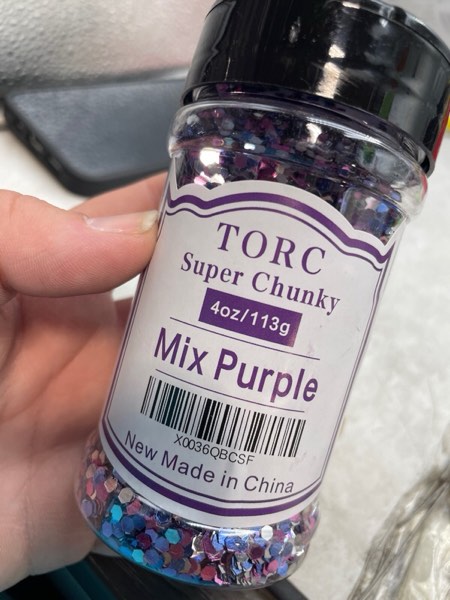 TORC
Super Chunky
4oz/113g
Mix Purple
X0036QBCSF
New Made in China